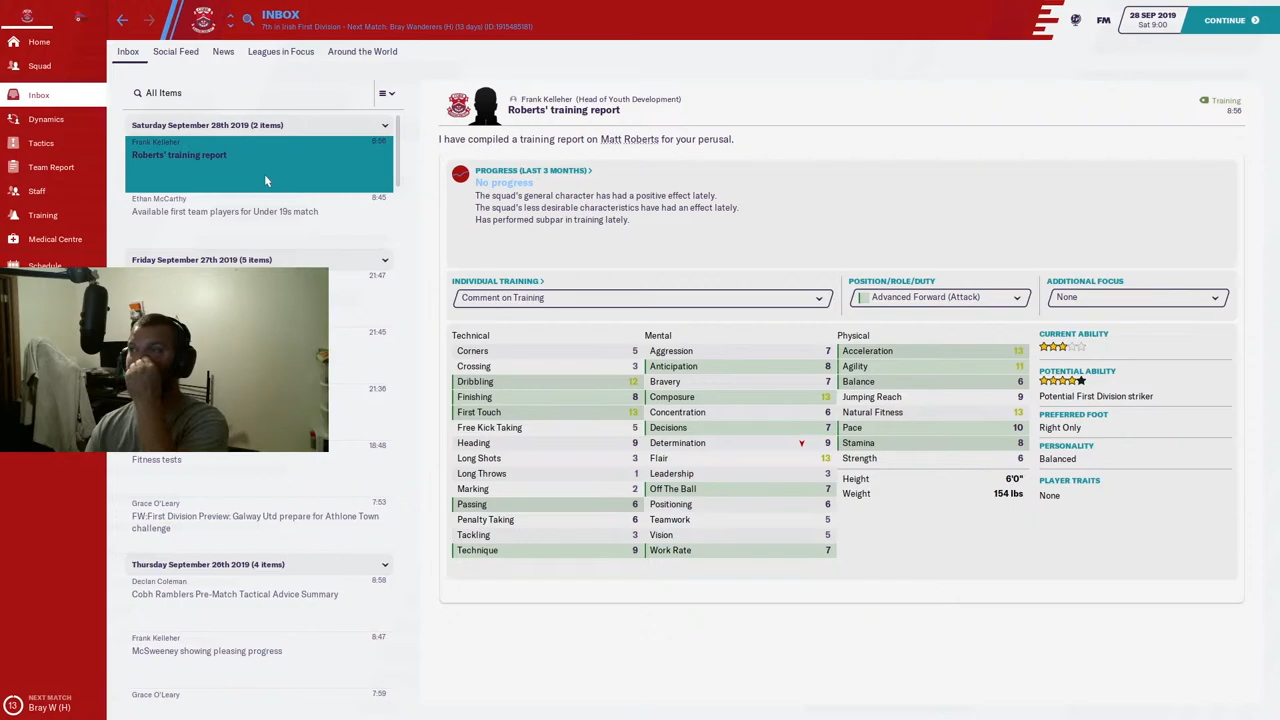 INBOX
7th in Irish First Division - Next Match: Bray Wanderers (H) (13 days) (ID:1915485181)
FM
28 SEP 2019
Sat 9:00
CONTINUE
Home
Squad
Inbox
Dynamics
Tactics
Team Report
Staff
Training
Medical Centre
Schedule
13
NEXT MATCH
Bray W (H)
Inbox
Social Feed
News
Leagues in Focus
Around the World
All Items
Saturday September 28th 2019 (2 items)
Frank Kelleher 8:56
Roberts' training report
Ethan McCarthy 8:45
Available first team players for Under 19s match
Friday September 27th 2019 (5 items)
21:47
21:45
21:36
18:48
Fitness tests
Grace O'Leary 7:53
FW:First Division Preview: Galway Utd prepare for Athlone Town
challenge
Thursday September 26th 2019 (4 items)
Declan Coleman 8:58
Cobh Ramblers Pre-Match Tactical Advice Summary
Frank Kelleher 8:47
McSweeney showing pleasing progress
Grace O'Leary 7:59
Frank Kelleher (Head of Youth Development)
Roberts' training report
Training
8:56
I have compiled a training report on Matt Roberts for your perusal.
PROGRESS (LAST 3 MONTHS) >
No progress
The squad's general character has had a positive effect lately.
The squad's less desirable characteristics have had an effect lately.
Has performed subpar in training lately.
INDIVIDUAL TRAINING >
Comment on Training
POSITION/ROLE/DUTY
Advanced Forward (Attack)
ADDITIONAL FOCUS
None
Technical
Corners 5
Crossing 3
Dribbling 12
Finishing 8
First Touch 13
Free Kick Taking 5
Heading 9
Long Shots 3
Long Throws 1
Marking 2
Passing 6
Penalty Taking 6
Tackling 3
Technique 9
Mental
Aggression 7
Anticipation 8
Bravery 7
Composure 13
Concentration 6
Decisions 7
Determination 9
Flair 13
Leadership 3
Off The Ball 7
Positioning 6
Teamwork 5
Vision 5
Work Rate 7
Physical
Acceleration 13
Agility 11
Balance 6
Jumping Reach 9
Natural Fitness 13
Pace 10
Stamina 8
Strength 6
Height 6'0"
Weight 154 lbs
CURRENT ABILITY
POTENTIAL ABILITY
Potential First Division striker
PREFERRED FOOT
Right Only
PERSONALITY
Balanced
PLAYER TRAITS
None